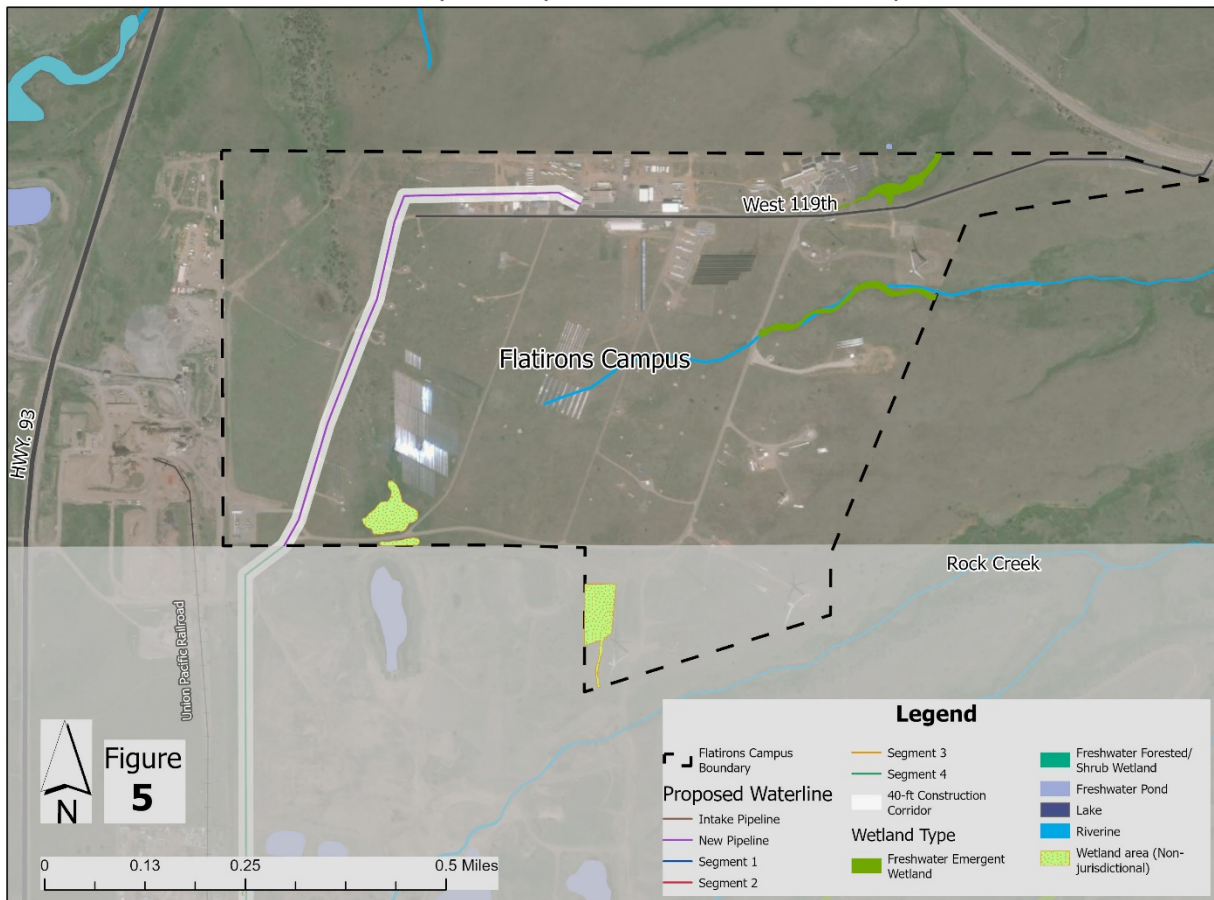 West 119th
Flatirons Campus
HWY. 93
Rock Creek
Union Pacific Railroad
Figure
5
N
0
0.13
0.25
0.5 Miles
Legend
Flatirons Campus
Boundary
Proposed Waterline
Intake Pipeline
New Pipeline
Segment 1
Segment 2
Segment 3
Segment 4
40-ft Construction
Corridor
Wetland Type
Freshwater Emergent
Wetland
Freshwater Forested/
Shrub Wetland
Freshwater Pond
Lake
Riverine
Wetland area (Non-
jurisdictional)